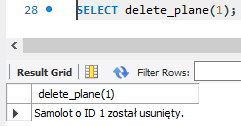 28 SELECT delete_plane(1);
Result Grid Filter Rows:
delete_plane(1)
Samolot o ID 1 został usunięty.